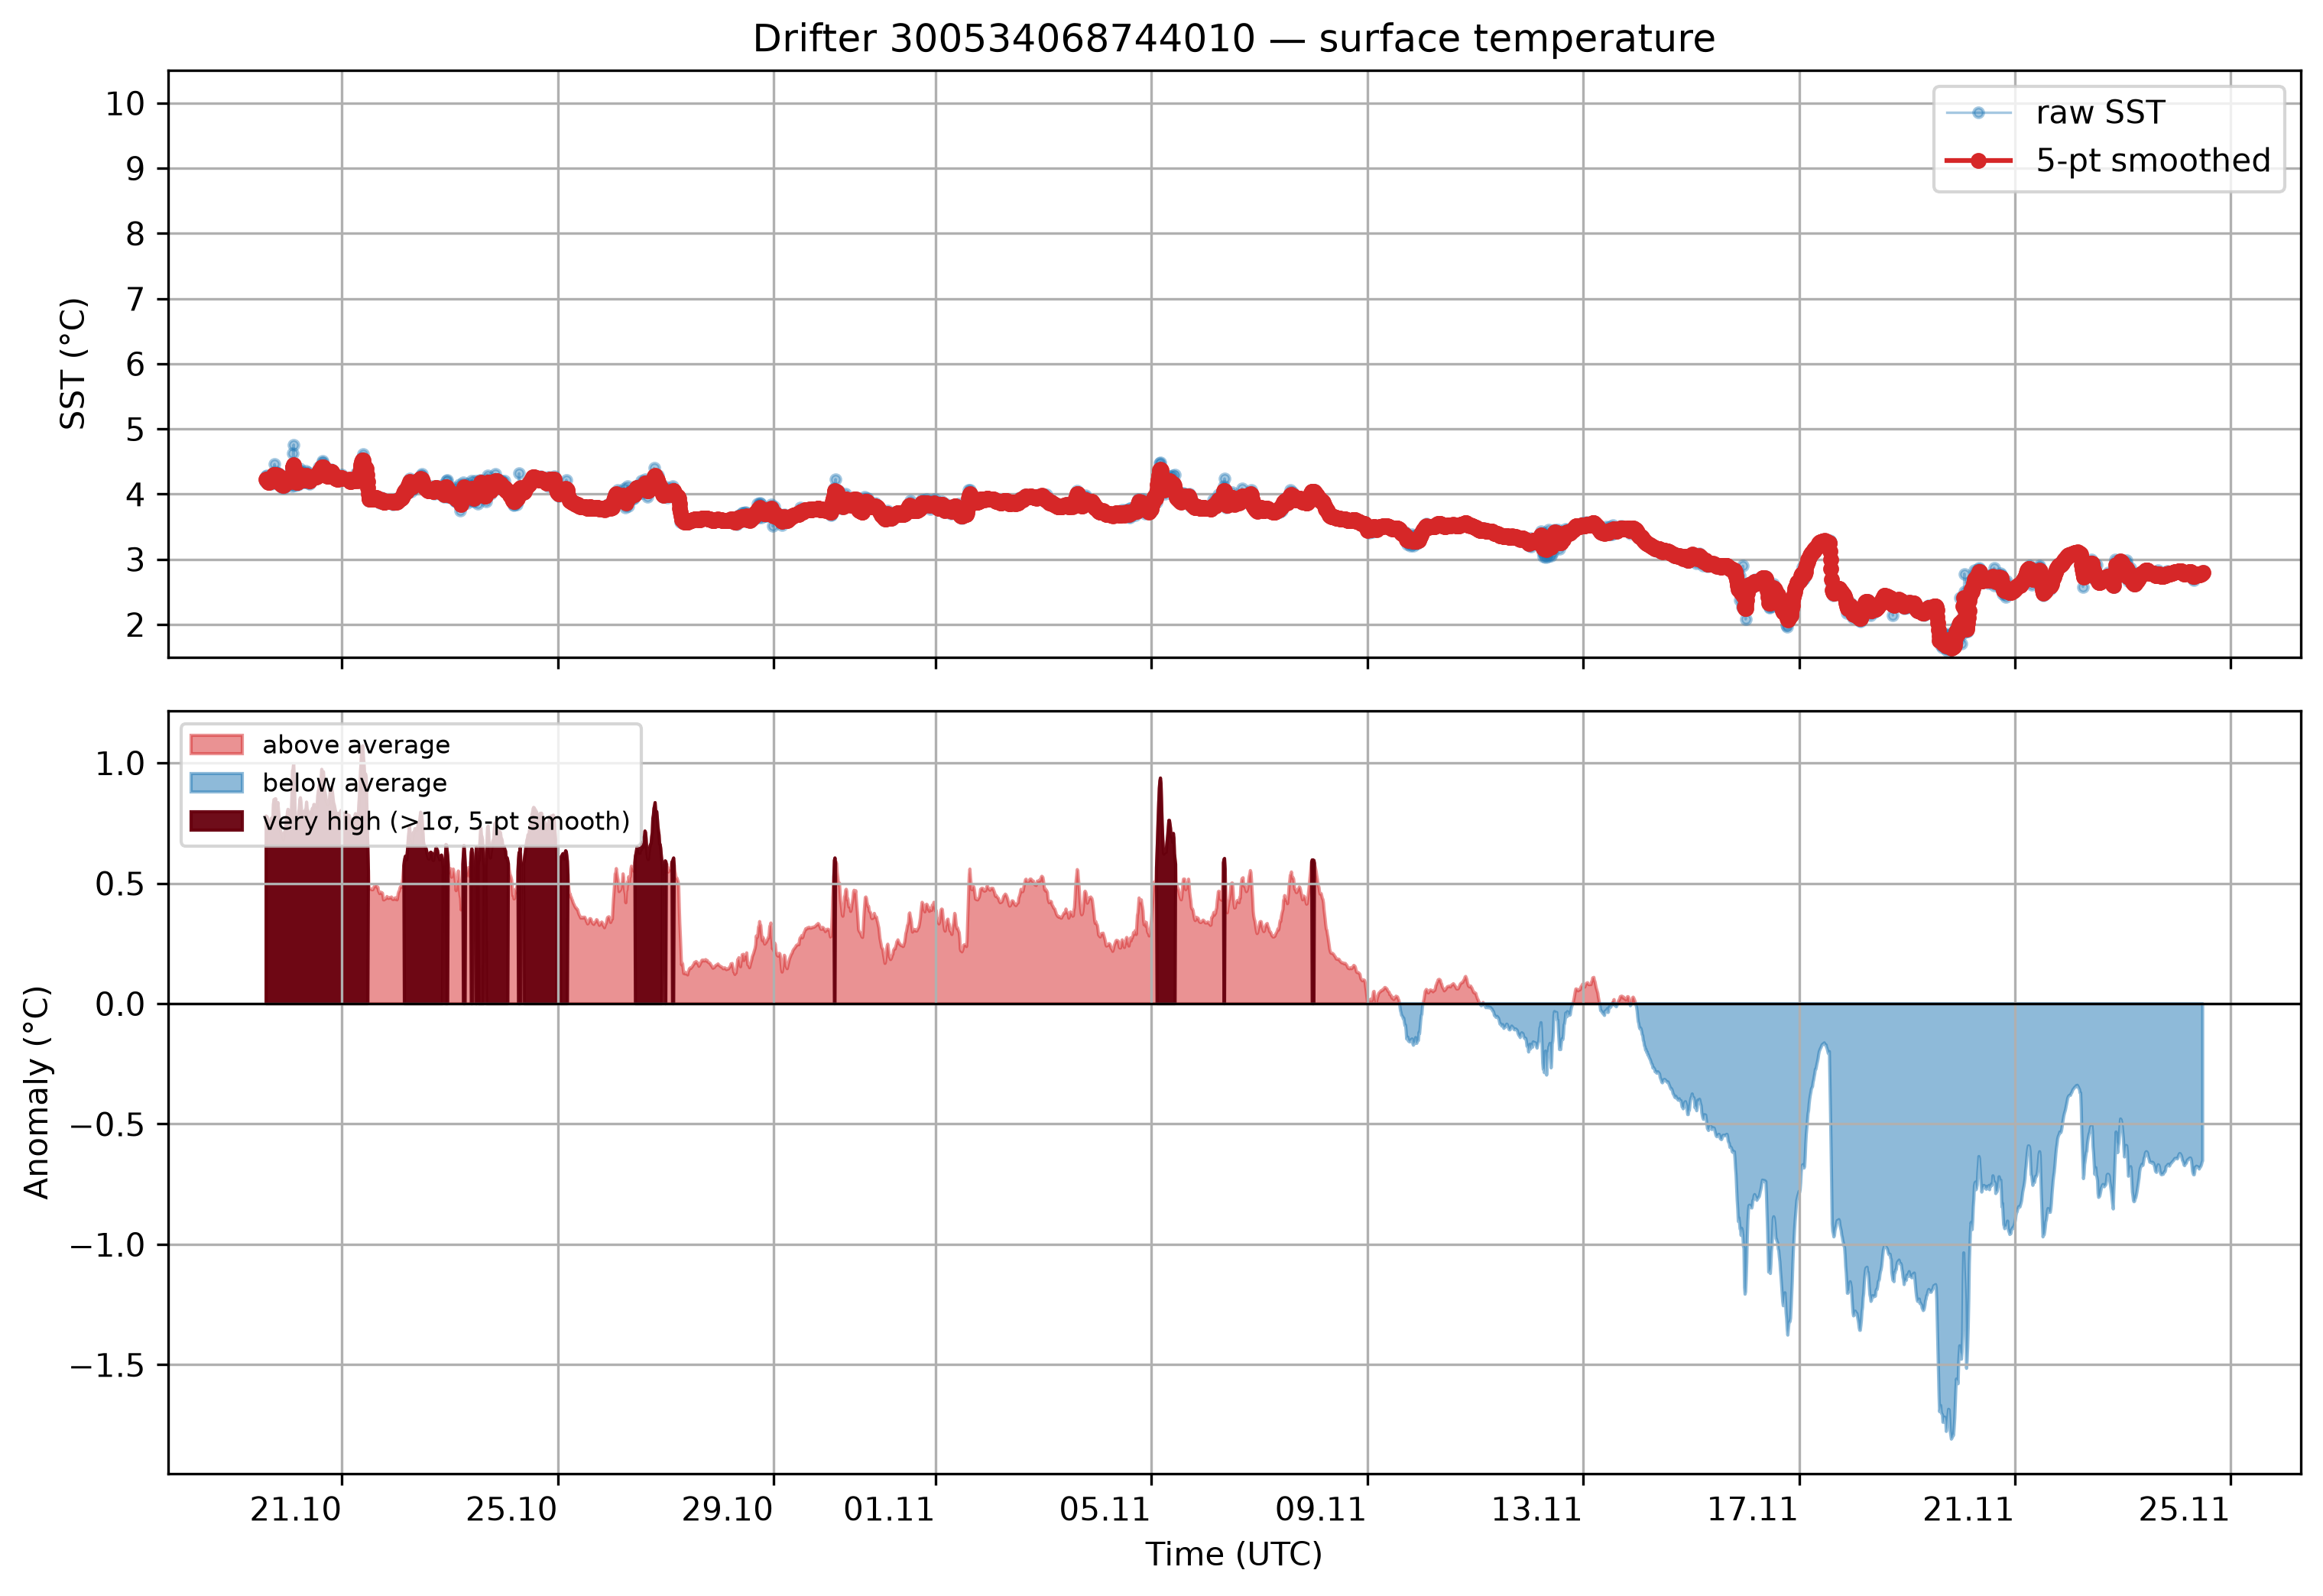 Drifter 300534068744010 — surface temperature
10
9
8
7
6
5
4
3
2
SST (°C)
raw SST
5-pt smoothed
1.0
0.5
0.0
−0.5
−1.0
−1.5
Anomaly (°C)
above average
below average
very high (>1σ, 5-pt smooth)
21.10 25.10 29.10 01.11 05.11 09.11 13.11 17.11 21.11 25.11
Time (UTC)